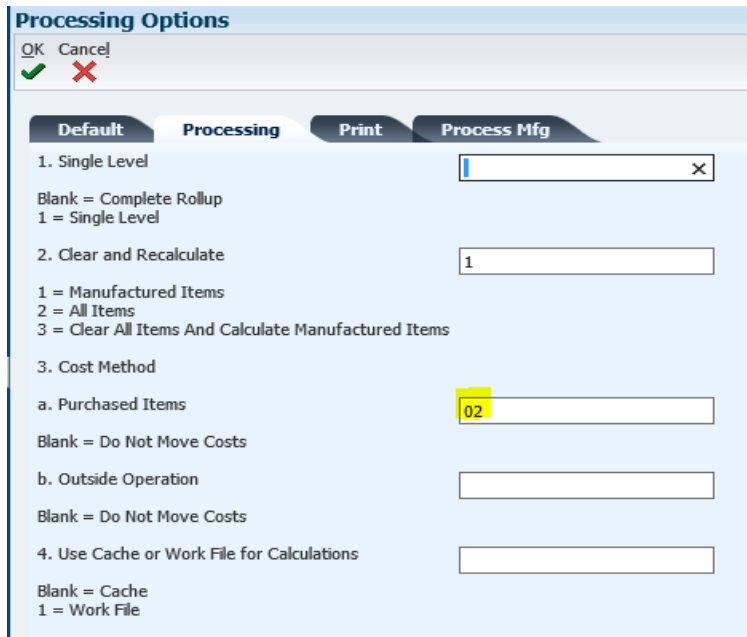 Processing Options
OK Cancel
Default Processing Print Process Mfg
1. Single Level
Blank = Complete Rollup
1 = Single Level
2. Clear and Recalculate 1
1 = Manufactured Items
2 = All Items
3 = Clear All Items And Calculate Manufactured Items
3. Cost Method
a. Purchased Items 02
Blank = Do Not Move Costs
b. Outside Operation
Blank = Do Not Move Costs
4. Use Cache or Work File for Calculations
Blank = Cache
1 = Work File